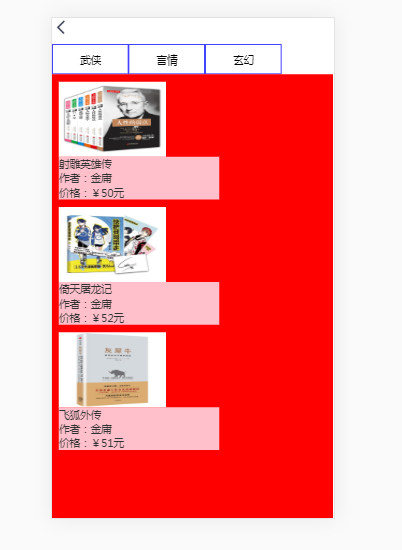 武侠 言情 玄幻
射雕英雄传
作者：金庸
价格：￥50元
倚天屠龙记
作者：金庸
价格：￥52元
飞狐外传
作者：金庸
价格：￥51元